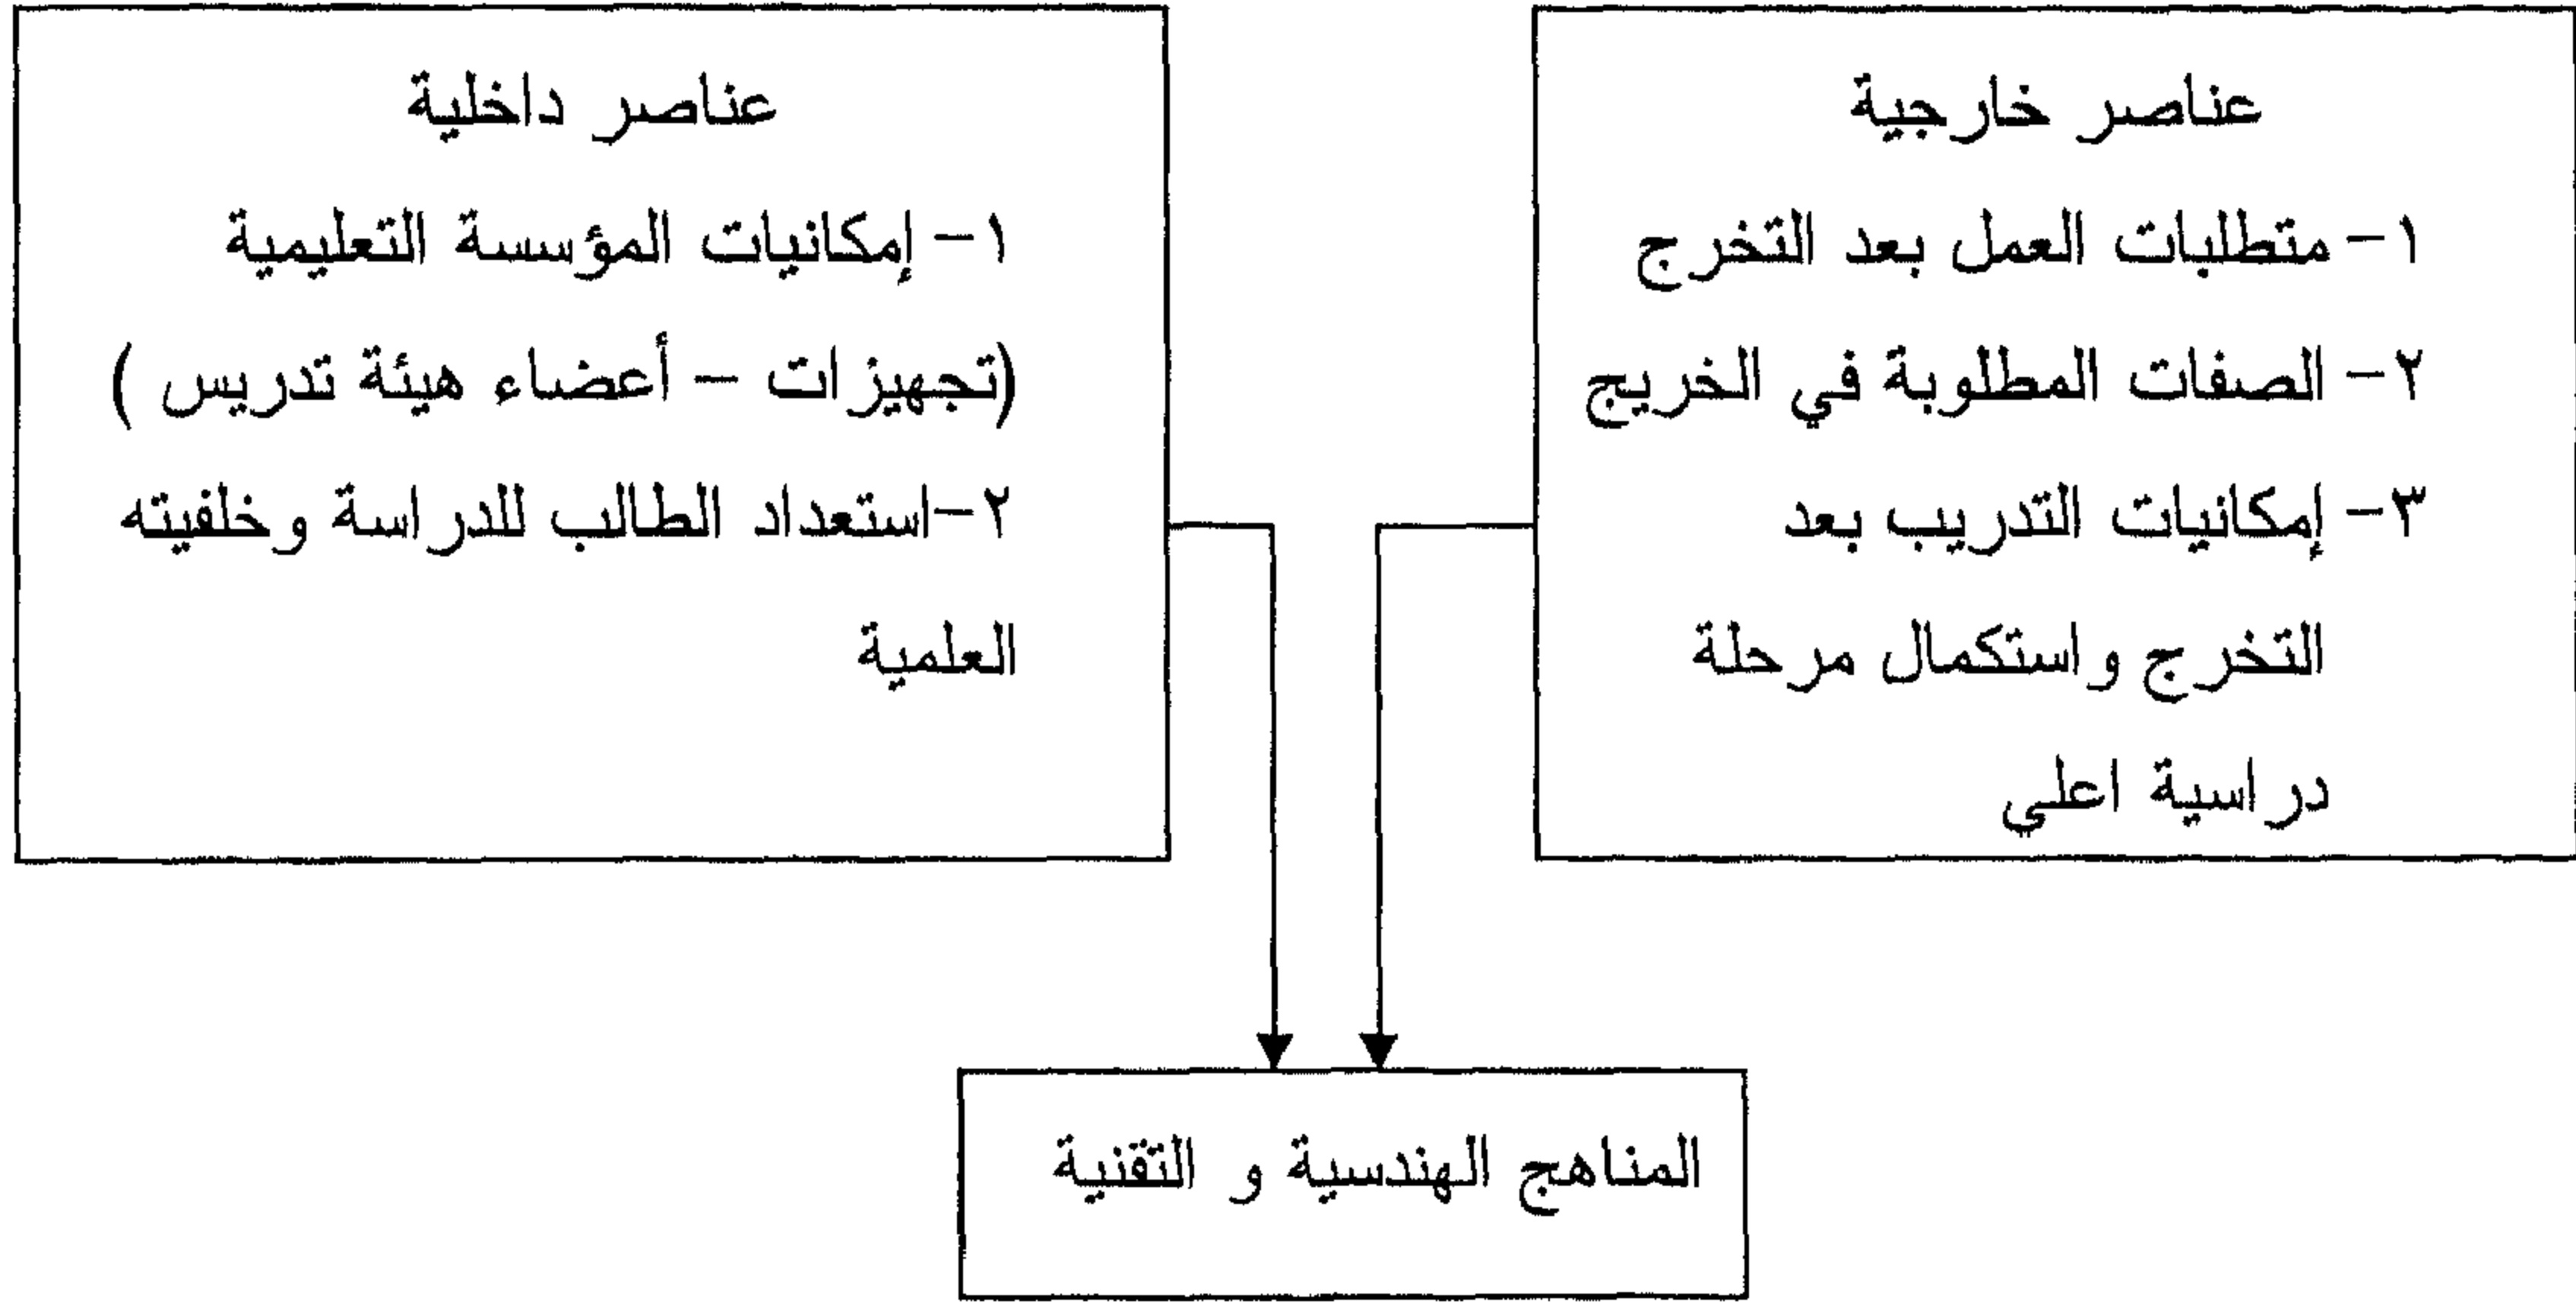 عناصر خارجية
١- متطلبات العمل بعد التخرج
٢- الصفات المطلوبة في الخريج
٣- إمكانيات التدريب بعد
التخرج واستكمال مرحلة
دراسية اعلي
عناصر داخلية
١- إمكانيات المؤسسة التعليمية
(تجهيزات – أعضاء هيئة تدريس )
٢-استعداد الطالب للدراسة وخلفيته
العلمية
المناهج الهندسية و التقنية